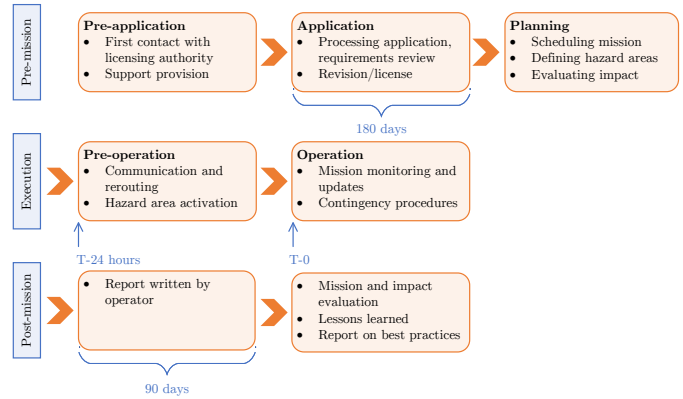 Pre-mission
Pre-application
• First contact with
licensing authority
• Support provision
Application
• Processing application,
requirements review
• Revision/license
180 days
Planning
• Scheduling mission
• Defining hazard areas
• Evaluating impact
Execution
Pre-operation
• Communication and
rerouting
• Hazard area activation
T-24 hours
Operation
• Mission monitoring and
updates
• Contingency procedures
T-0
Post-mission
• Report written by
operator
90 days
• Mission and impact
evaluation
• Lessons learned
• Report on best practices